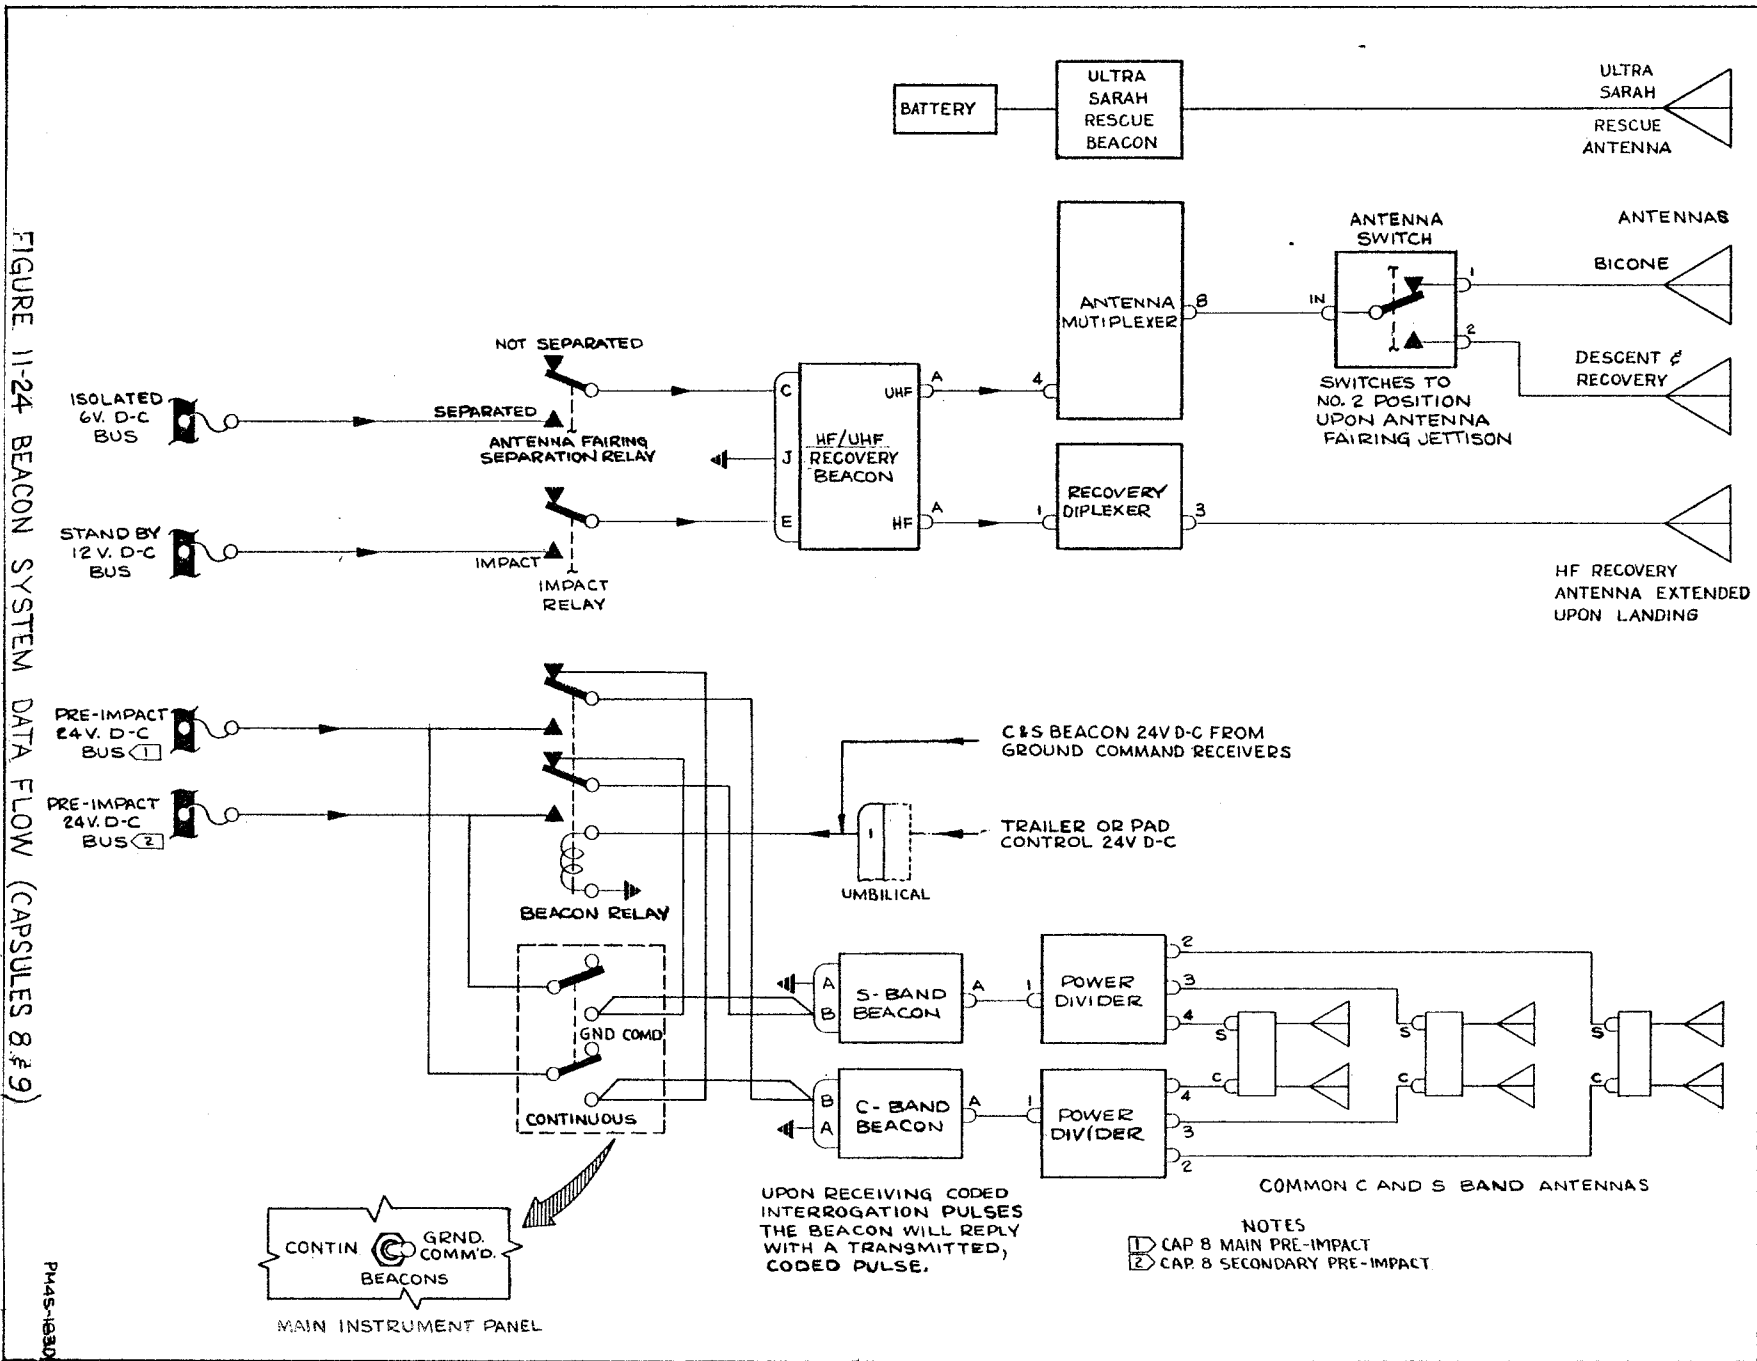 BATTERY
ULTRA
SARAH
RESCUE
BEACON
ULTRA
SARAH
RESCUE
ANTENNA
ANTENNAS
ANTENNA
SWITCH
BICONE
1
IN
2
DESCENT &
RECOVERY
SWITCHES TO
NO. 2 POSITION
UPON ANTENNA
FAIRING JETTISON
ANTENNA
MUTIPLEXER
8
4
NOT SEPARATED
ISOLATED
6V. D-C
BUS
SEPARATED
ANTENNA FAIRING
SEPARATION RELAY
C
J
E
HF/UHF
RECOVERY
BEACON
UHF
A
HF
A
1
RECOVERY
DIPLEXER
3
HF RECOVERY
ANTENNA EXTENDED
UPON LANDING
STAND BY
12 V. D-C
BUS
IMPACT
IMPACT
RELAY
PRE-IMPACT
24V. D-C
BUS 1
PRE-IMPACT
24V. D-C
BUS 2
C&S BEACON 24V D-C FROM
GROUND COMMAND RECEIVERS
1
TRAILER OR PAD
CONTROL 24V D-C
UMBILICAL
BEACON RELAY
GND COMD
CONTINUOUS
A
B
S-BAND
BEACON
A
1
POWER
DIVIDER
2
3
4
S
S
S
B
A
C-BAND
BEACON
A
1
POWER
DIVIDER
4
3
2
C
C
C
COMMON C AND S BAND ANTENNAS
UPON RECEIVING CODED
INTERROGATION PULSES
THE BEACON WILL REPLY
WITH A TRANSMITTED,
CODED PULSE.
NOTES
1 CAP 8 MAIN PRE-IMPACT
2 CAP. 8 SECONDARY PRE-IMPACT
CONTIN
GRND.
COMM'D.
BEACONS
MAIN INSTRUMENT PANEL
FIGURE 11-24 BEACON SYSTEM DATA FLOW (CAPSULES 8 & 9)